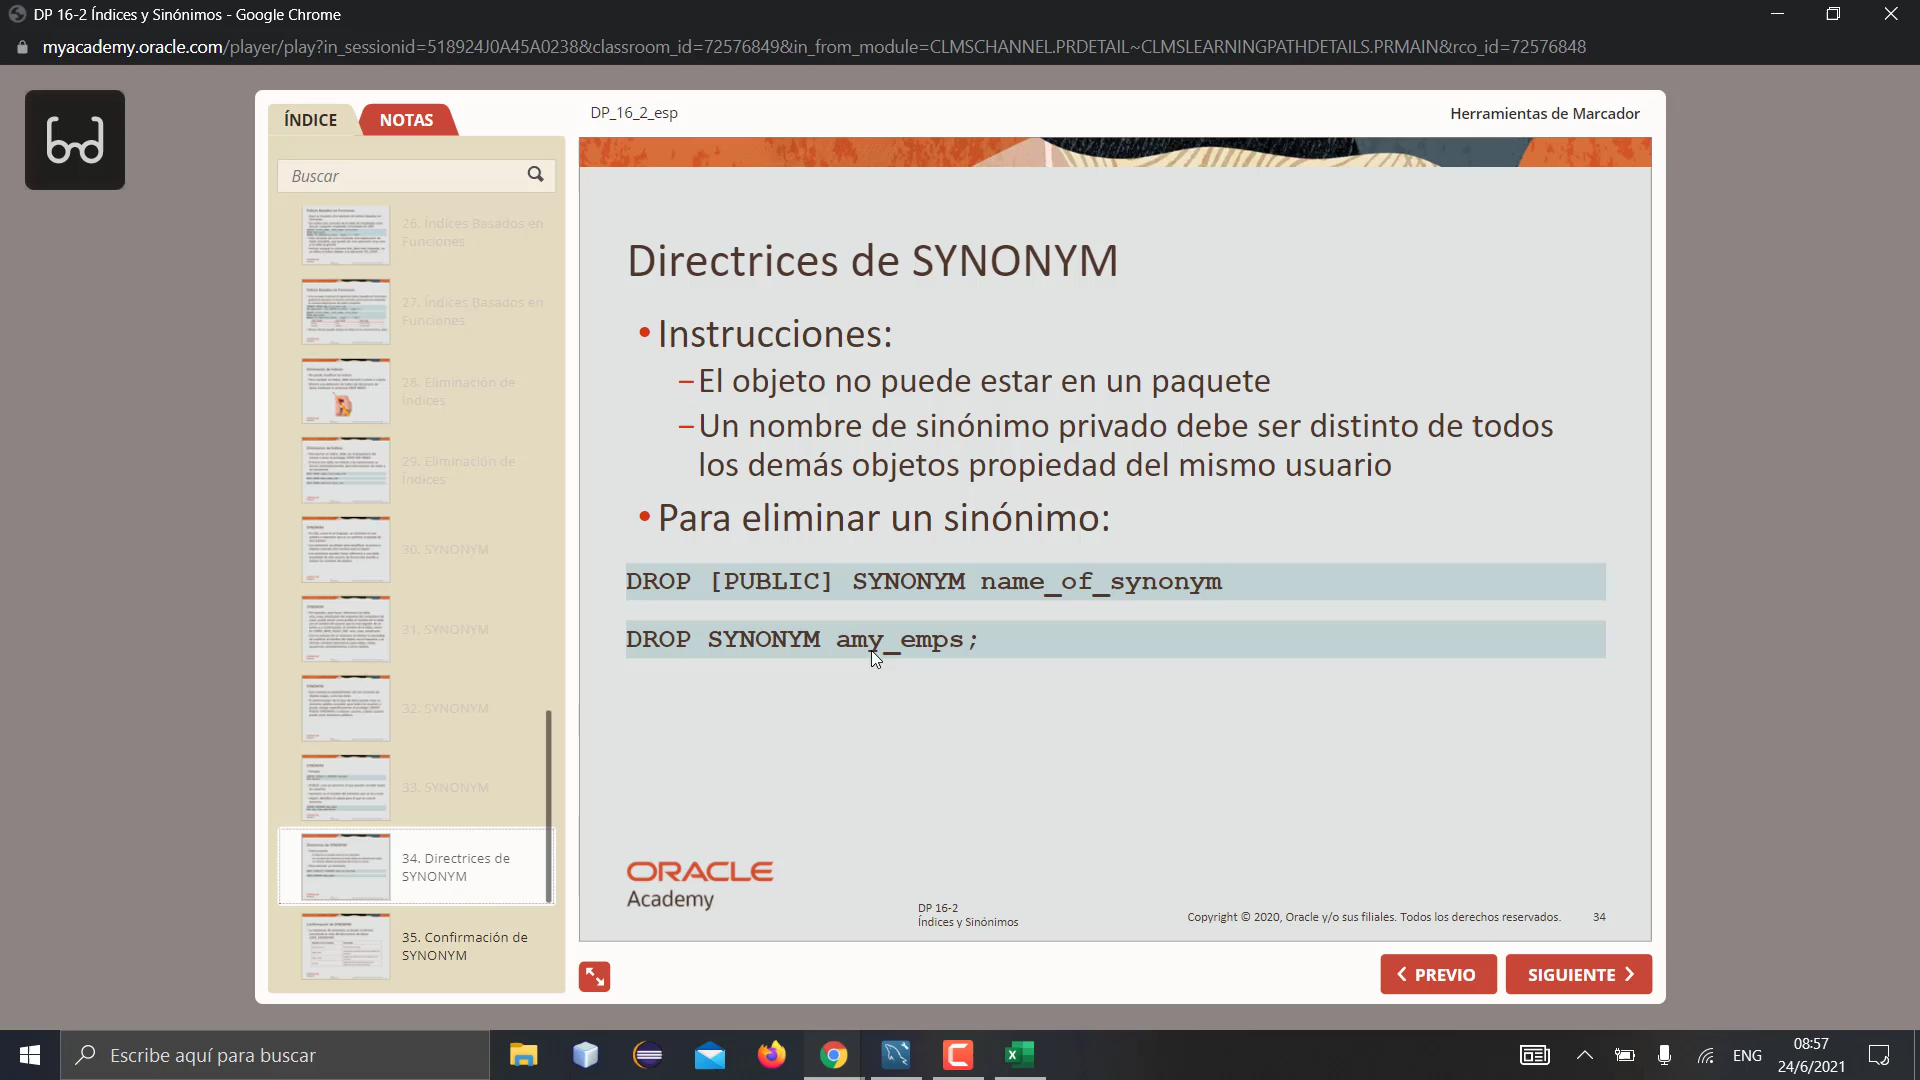 DP 16-2 Índices y Sinónimos - Google Chrome
myacademy.oracle.com/player/play?in_sessionid=518924J0A45A0238&classroom_id=72576849&in_from_module=CLMSCHANNEL.PRDETAIL~CLMSLEARNINGPATHDETAILS.PRMAIN&rco_id=72576848
ÍNDICE
NOTAS
DP_16_2_esp
Herramientas de Marcador
Buscar
26. Índices Basados en
Funciones
27. Índices Basados en
Funciones
28. Eliminación de
Índices
29. Eliminación de
Índices
30. SYNONYM
31. SYNONYM
32. SYNONYM
33. SYNONYM
34. Directrices de
SYNONYM
35. Confirmación de
SYNONYM
Directrices de SYNONYM
•Instrucciones:
–El objeto no puede estar en un paquete
–Un nombre de sinónimo privado debe ser distinto de todos
los demás objetos propiedad del mismo usuario
•Para eliminar un sinónimo:
DROP [PUBLIC] SYNONYM name_of_synonym
DROP SYNONYM amy_emps;
ORACLE
Academy
DP 16-2
Índices y Sinónimos
Copyright © 2020, Oracle y/o sus filiales. Todos los derechos reservados.
34
PREVIO
SIGUIENTE
Escribe aquí para buscar
ENG
08:57
24/6/2021